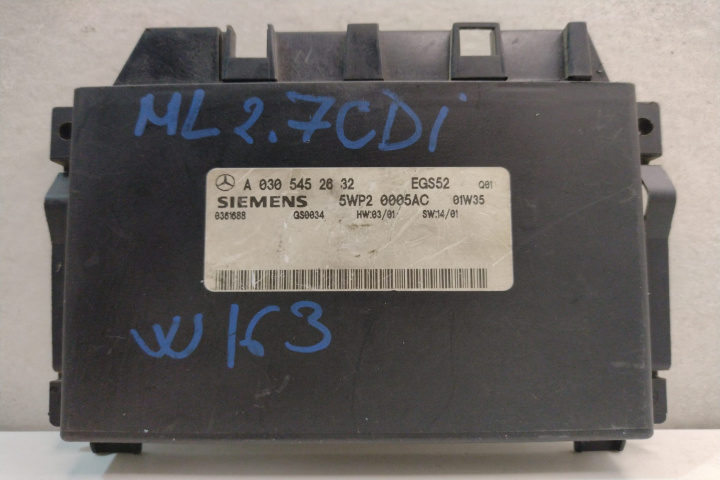 ML 2.7CDi
A 030 545 26 32 EGS52 Q01
SIEMENS 5WP2 0005AC 01W35
0361688 QS0034 HW:03/01 SW:14/01
W163